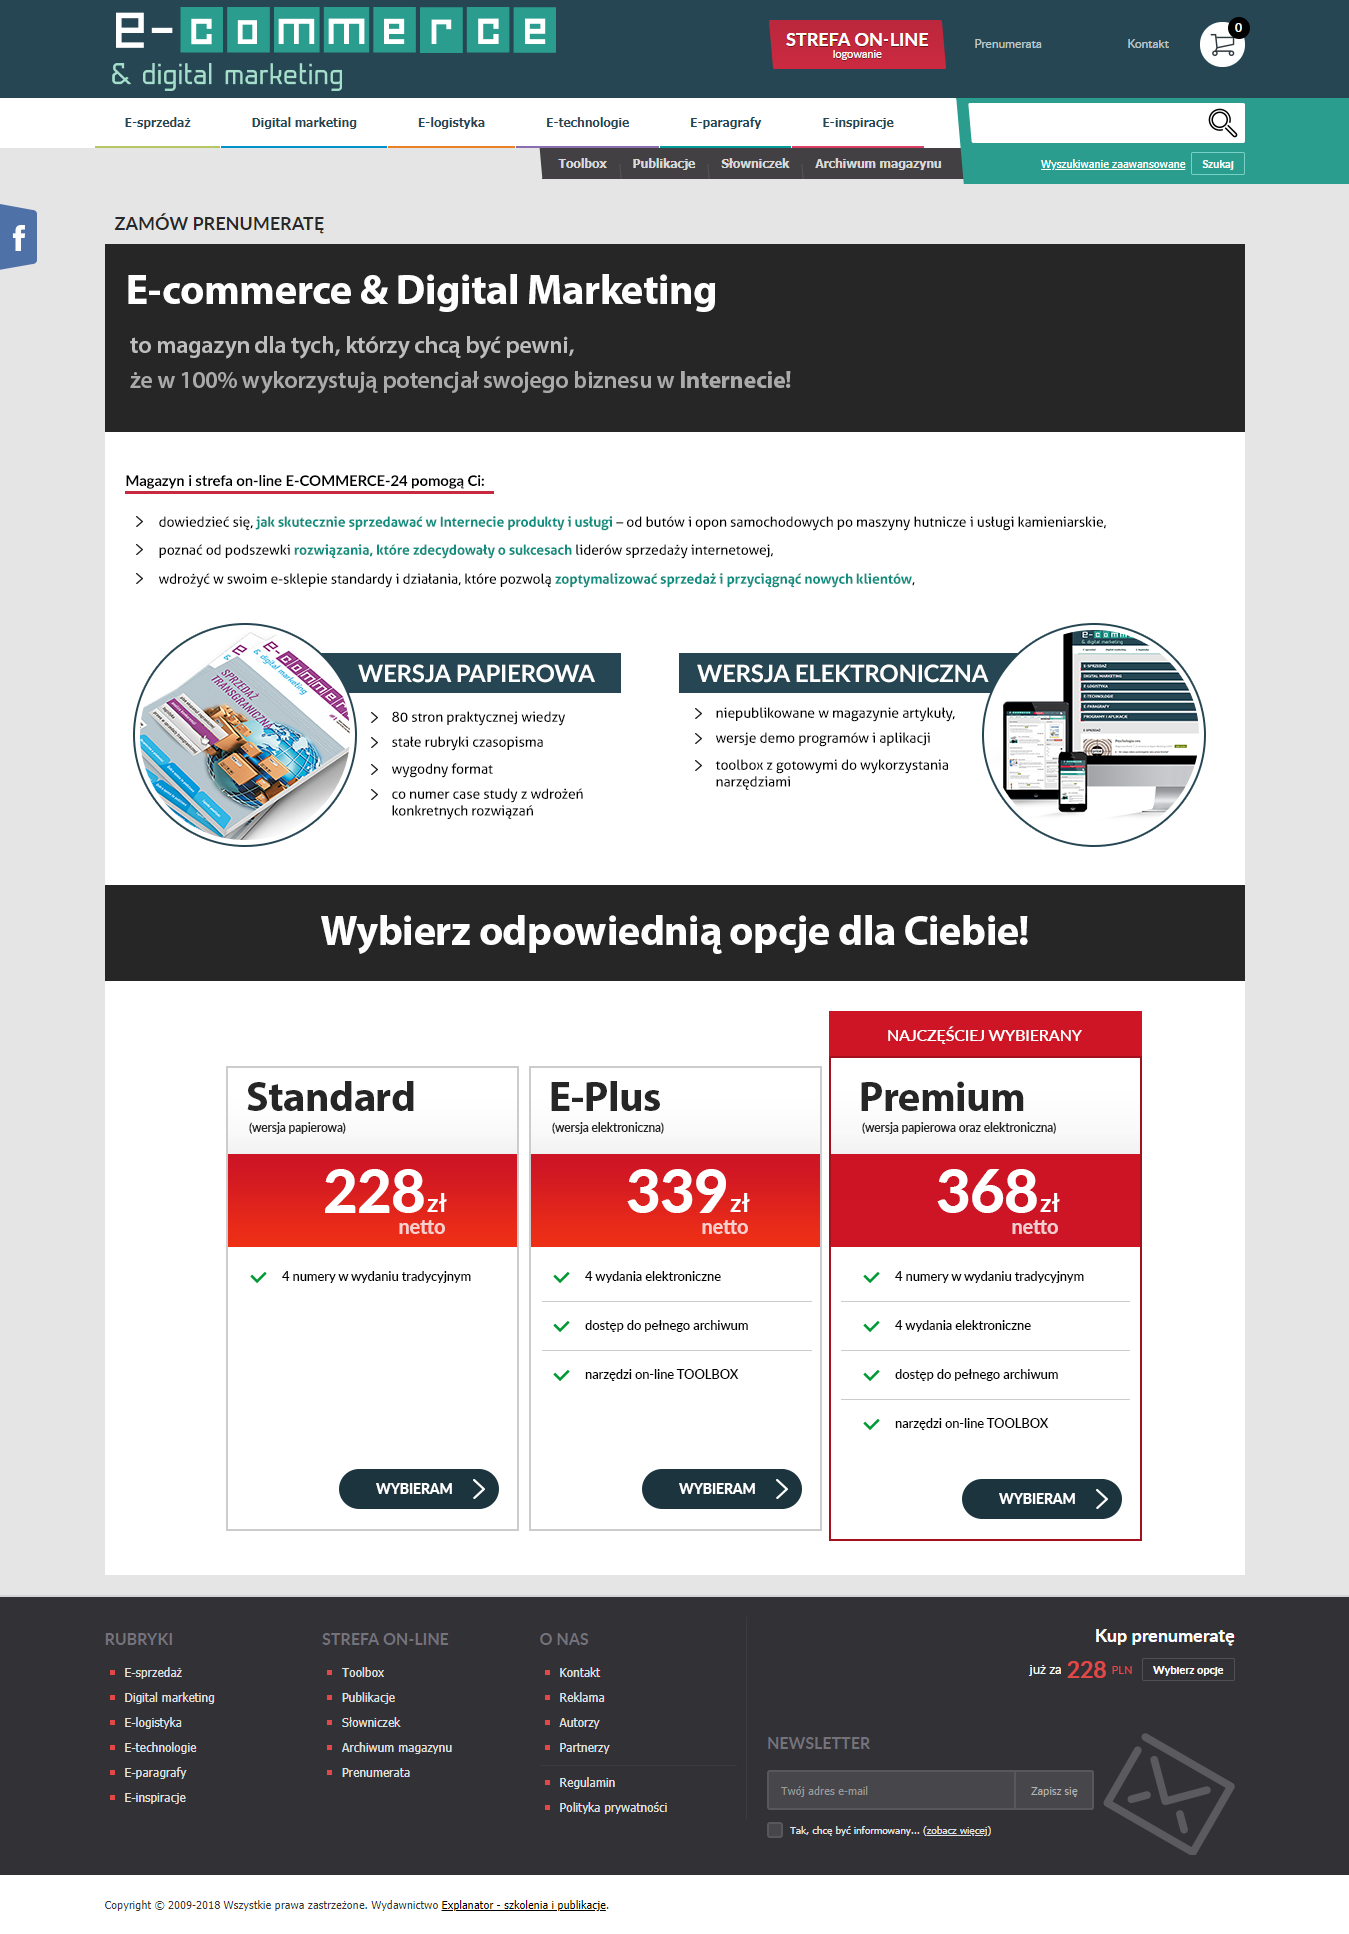 e-commerce
& digital marketing
STREFA ON-LINE
logowanie
Prenumerata
Kontakt
0
E-sprzedaż
Digital marketing
E-logistyka
E-technologie
E-paragrafy
E-inspiracje
Toolbox
Publikacje
Słowniczek
Archiwum magazynu
Wyszukiwanie zaawansowane
Szukaj
f
ZAMÓW PRENUMERATĘ
E-commerce & Digital Marketing
to magazyn dla tych, którzy chcą być pewni,
że w 100% wykorzystują potencjał swojego biznesu w Internecie!
Magazyn i strefa on-line E-COMMERCE-24 pomogą Ci:
dowiedzieć się, jak skutecznie sprzedawać w Internecie produkty i usługi – od butów i opon samochodowych po maszyny hutnicze i usługi kamieniarskie,
poznać od podszewki rozwiązania, które zdecydowały o sukcesach liderów sprzedaży internetowej,
wdrożyć w swoim e-sklepie standardy i działania, które pozwolą zoptymalizować sprzedaż i przyciągnąć nowych klientów,
SPRZEDAŻ
TRANSGRANICZNA
WERSJA PAPIEROWA
80 stron praktycznej wiedzy
stałe rubryki czasopisma
wygodny format
co numer case study z wdrożeń
konkretnych rozwiązań
WERSJA ELEKTRONICZNA
niepublikowane w magazynie artykuły,
wersje demo programów i aplikacji
toolbox z gotowymi do wykorzystania
narzędziami
E-SPRZEDAŻ
DIGITAL MARKETING
E-LOGISTYKA
E-TECHNOLOGIE
E-PARAGRAFY
PROGRAMY I APLIKACJE
Wybierz odpowiednią opcje dla Ciebie!
Standard
(wersja papierowa)
228 zł
netto
4 numery w wydaniu tradycyjnym
WYBIERAM
E-Plus
(wersja elektroniczna)
339 zł
netto
4 wydania elektroniczne
dostęp do pełnego archiwum
narzędzi on-line TOOLBOX
WYBIERAM
NAJCZĘŚCIEJ WYBIERANY
Premium
(wersja papierowa oraz elektroniczna)
368 zł
netto
4 numery w wydaniu tradycyjnym
4 wydania elektroniczne
dostęp do pełnego archiwum
narzędzi on-line TOOLBOX
WYBIERAM
RUBRYKI
E-sprzedaż
Digital marketing
E-logistyka
E-technologie
E-paragrafy
E-inspiracje
STREFA ON-LINE
Toolbox
Publikacje
Słowniczek
Archiwum magazynu
Prenumerata
O NAS
Kontakt
Reklama
Autorzy
Partnerzy
Regulamin
Polityka prywatności
Kup prenumeratę
już za 228 PLN
Wybierz opcje
NEWSLETTER
Twój adres e-mail
Zapisz się
Tak, chcę być informowany... (zobacz więcej)
Copyright © 2009-2018 Wszystkie prawa zastrzeżone. Wydawnictwo Explanator - szkolenia i publikacje.